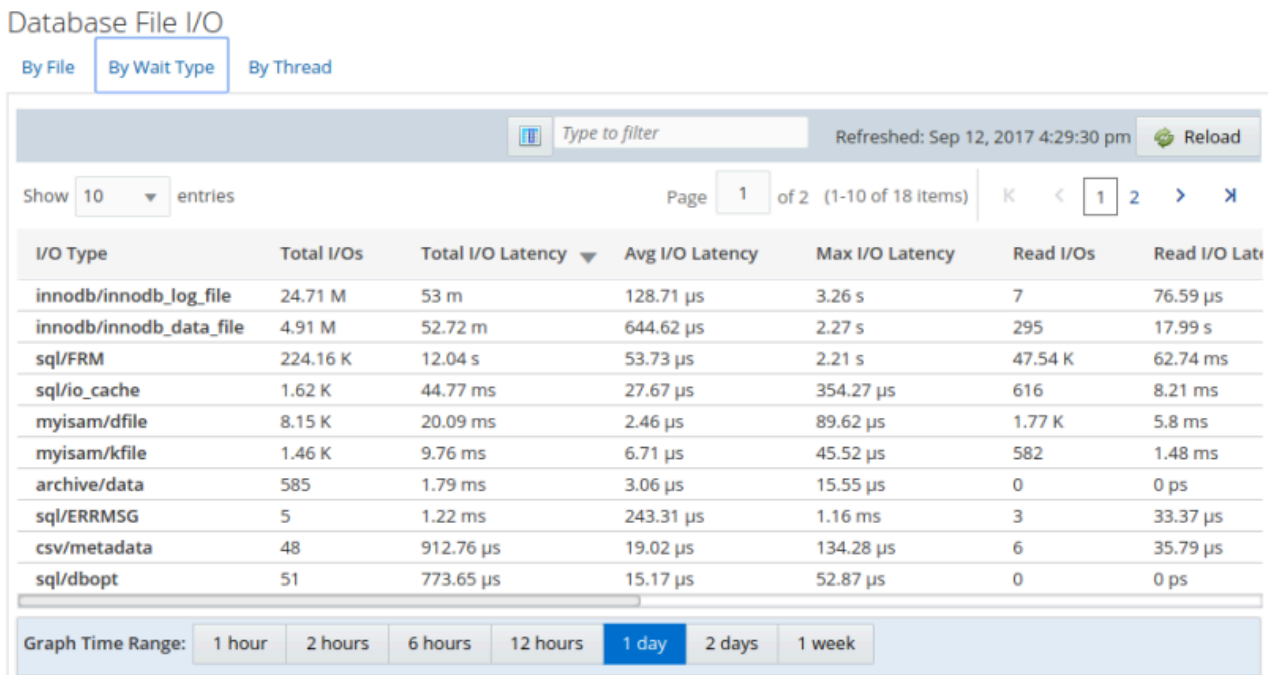 Database File I/O
By File By Wait Type By Thread
Type to filter Refreshed: Sep 12, 2017 4:29:30 pm Reload
Show 10 entries Page 1 of 2 (1-10 of 18 items) 1 2
I/O Type Total I/Os Total I/O Latency Avg I/O Latency Max I/O Latency Read I/Os Read I/O Late
innodb/innodb_log_file 24.71 M 53 m 128.71 µs 3.26 s 7 76.59 µs
innodb/innodb_data_file 4.91 M 52.72 m 644.62 µs 2.27 s 295 17.99 s
sql/FRM 224.16 K 12.04 s 53.73 µs 2.21 s 47.54 K 62.74 ms
sql/io_cache 1.62 K 44.77 ms 27.67 µs 354.27 µs 616 8.21 ms
myisam/dfile 8.15 K 20.09 ms 2.46 µs 89.62 µs 1.77 K 5.8 ms
myisam/kfile 1.46 K 9.76 ms 6.71 µs 45.52 µs 582 1.48 ms
archive/data 585 1.79 ms 3.06 µs 15.55 µs 0 0 ps
sql/ERRMSG 5 1.22 ms 243.31 µs 1.16 ms 3 33.37 µs
csv/metadata 48 912.76 µs 19.02 µs 134.28 µs 6 35.79 µs
sql/dbopt 51 773.65 µs 15.17 µs 52.87 µs 0 0 ps
Graph Time Range: 1 hour 2 hours 6 hours 12 hours 1 day 2 days 1 week